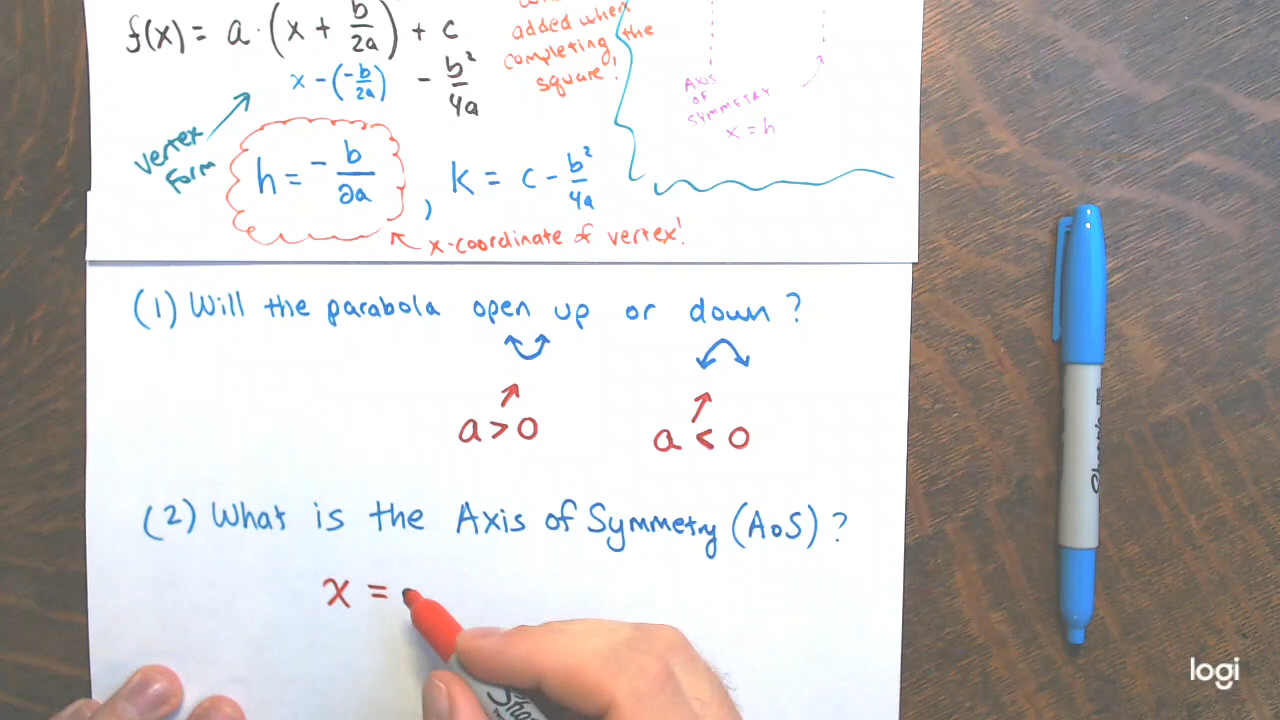 f(x) = a · (x + b/2a) + c
x - (-b/2a) - b²/4a
added when
completing the
square!
Vertex
Form
h = - b/2a , k = c - b²/4a
x-coordinate of vertex!
AXIS
OF
SYMMETRY
x = h
(1) Will the parabola open up or down?
a > 0 a < 0
(2) What is the Axis of Symmetry (AoS)?
x =
Sharpie
logi